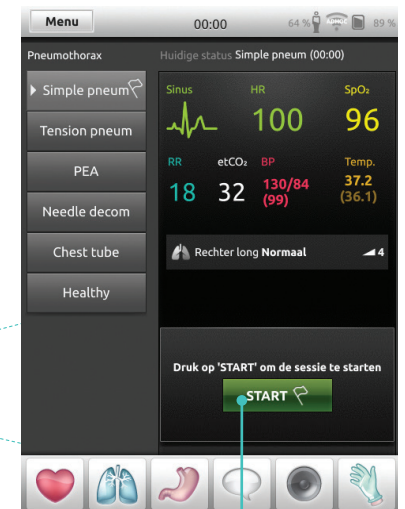 Menu 00:00 64 % ADHOC 89 %
Pneumothorax Huidige status Simple pneum (00:00)
Simple pneum
Tension pneum
PEA
Needle decom
Chest tube
Healthy
Sinus HR SpO₂
100 96
RR etCO₂ BP Temp.
18 32 130/84 (99) 37.2 (36.1)
Rechter long Normaal 4
Druk op 'START' om de sessie te starten
START